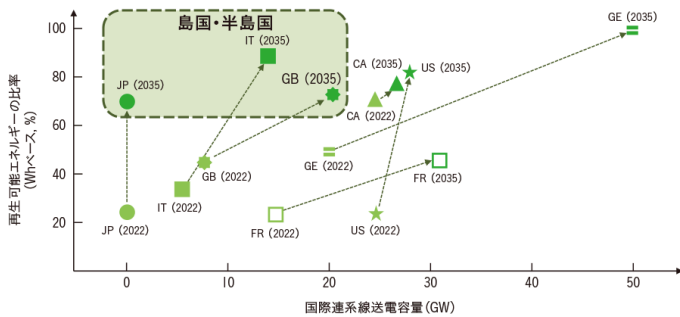 島国・半島国
GE (2035)
IT (2035)
100
CA (2035)
US (2035)
GB (2035)
80
JP (2035)
CA (2022)
60
GE (2022)
GB (2022)
FR (2035)
40
IT (2022)
20
JP (2022)
FR (2022)
US (2022)
再生可能エネルギーの比率
(Whベース, %)
0
10
20
30
40
50
国際連系線送電容量(GW)